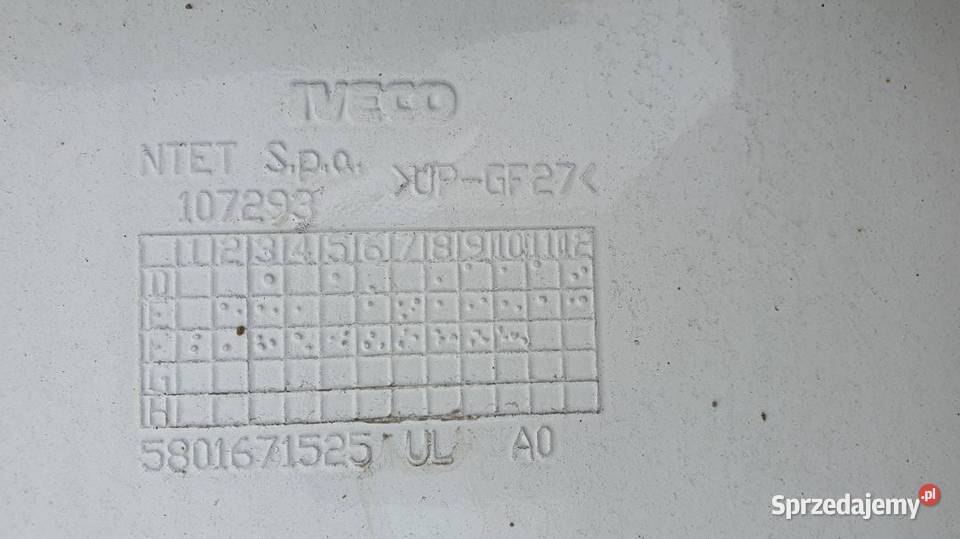 IVECO
NTET S.p.a.
>UP-GF27<
107293
1 2 3 4 5 6 7 8 9 10 11 12
D
E
F
G
H
5801671525 UL A0
Sprzedajemy.pl